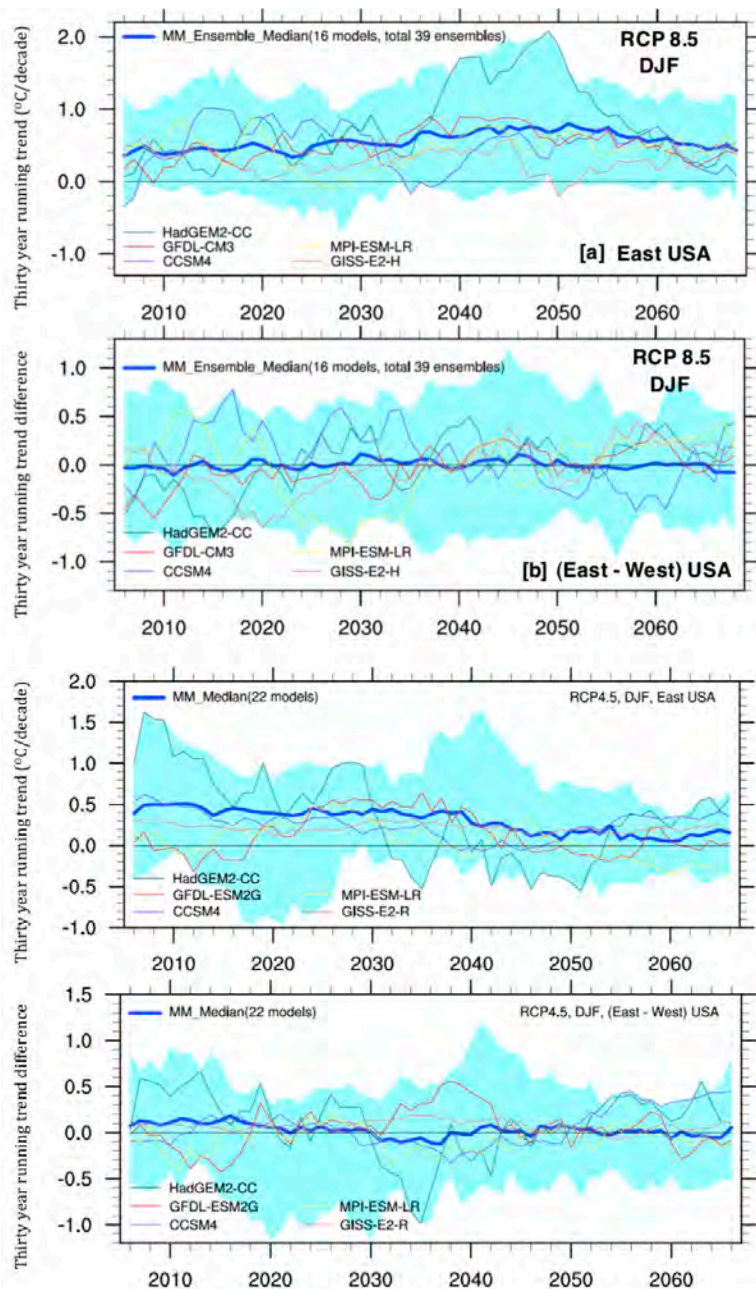 2.0
MM_Ensemble_Median(16 models, total 39 ensembles)
RCP 8.5
DJF
1.0
0.0
-1.0
HadGEM2-CC
GFDL-CM3
MPI-ESM-LR
CCSM4
GISS-E2-H
[a] East USA
Thirty year running trend (°C/decade)
2010 2020 2030 2040 2050 2060
1.0
MM_Ensemble_Median(16 models, total 39 ensembles)
RCP 8.5
DJF
0.5
0.0
-0.5
-1.0
HadGEM2-CC
GFDL-CM3
MPI-ESM-LR
CCSM4
GISS-E2-H
[b] (East - West) USA
Thirty year running trend difference
2010 2020 2030 2040 2050 2060
2.0
MM_Median(22 models)
RCP4.5, DJF, East USA
1.5
1.0
0.5
0.0
-0.5
-1.0
HadGEM2-CC
GFDL-ESM2G
MPI-ESM-LR
CCSM4
GISS-E2-R
Thirty year running trend (°C/decade)
2010 2020 2030 2040 2050 2060
1.5
MM_Median(22 models)
RCP4.5, DJF, (East - West) USA
1.0
0.5
0.0
-0.5
-1.0
HadGEM2-CC
GFDL-ESM2G
MPI-ESM-LR
CCSM4
GISS-E2-R
Thirty year running trend difference
2010 2020 2030 2040 2050 2060